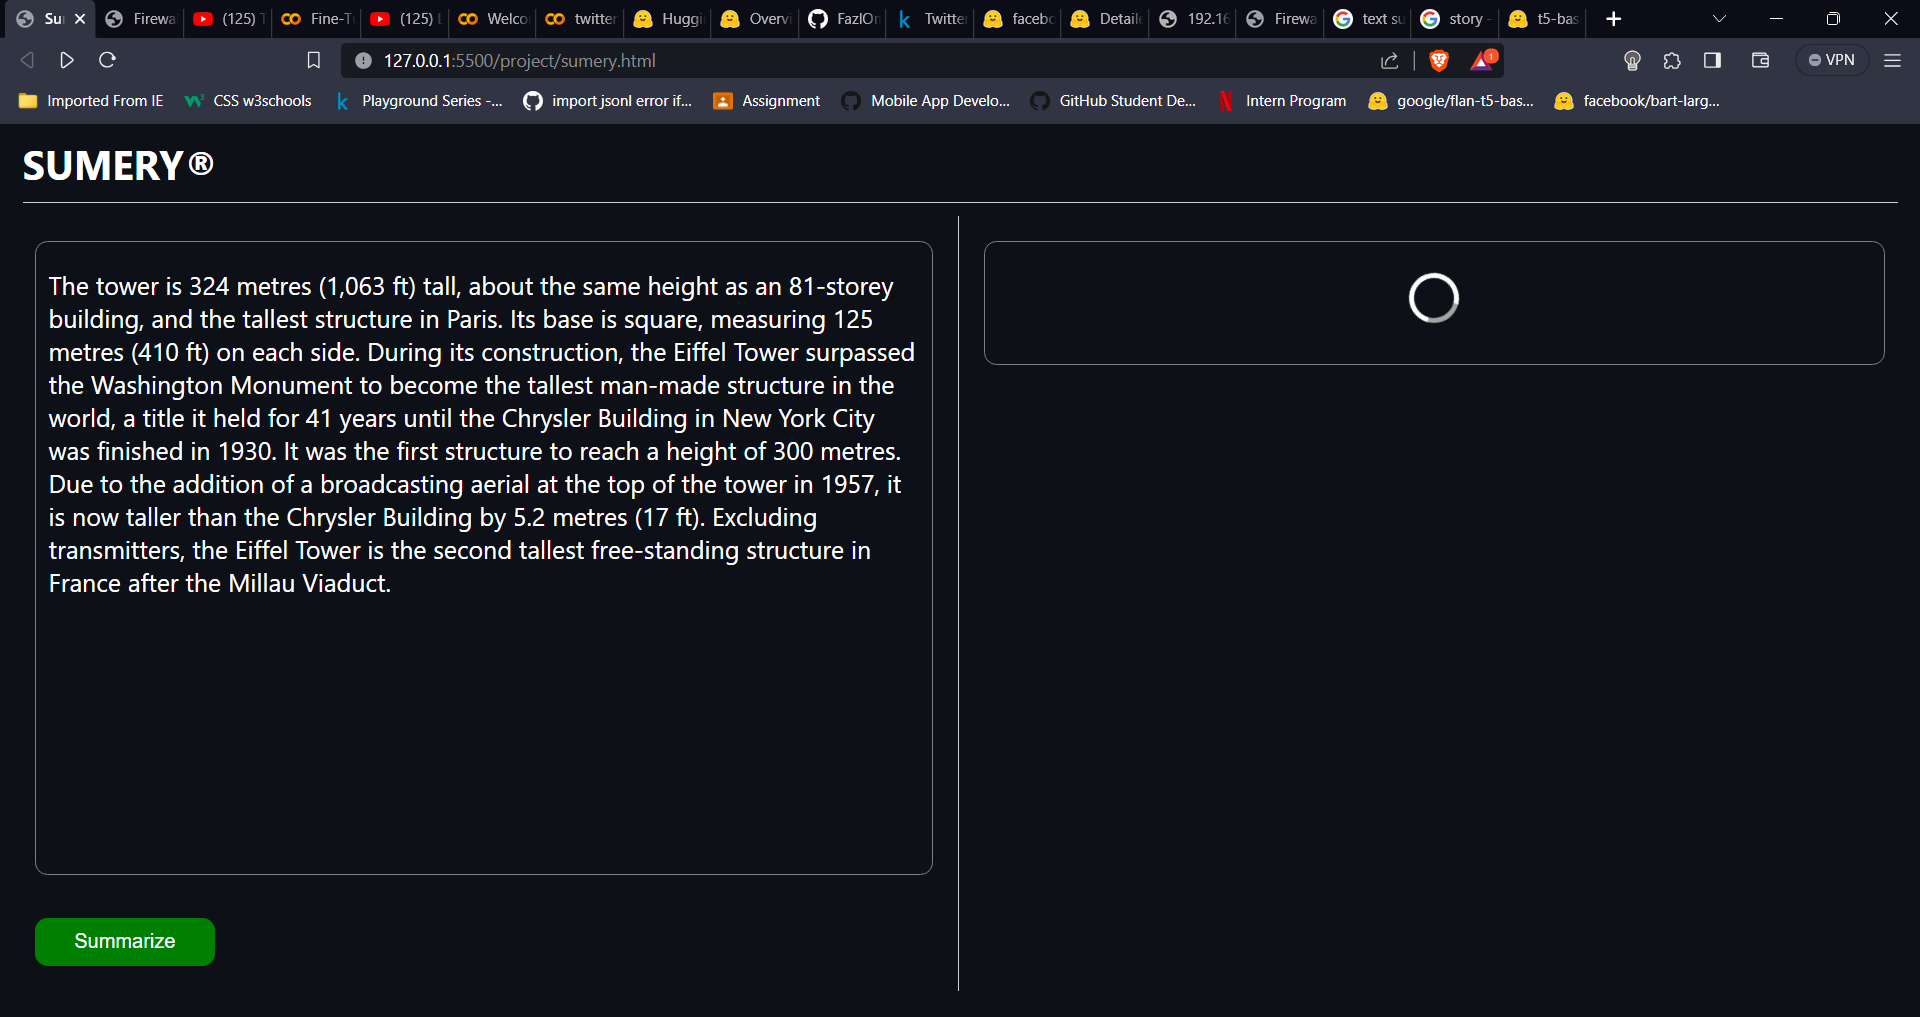 Su
Firewa
(125) T
Fine-Tu
(125) L
Welco
twitter
Huggi
Overvi
FazlOn
Twitte
facebo
Detaile
192.16
Firewa
text su
story -
t5-bas
127.0.0.1:5500/project/sumery.html
1
VPN
Imported From IE
CSS w3schools
Playground Series -...
import jsonl error if...
Assignment
Mobile App Develo...
GitHub Student De...
Intern Program
google/flan-t5-bas...
facebook/bart-larg...
SUMERY®
The tower is 324 metres (1,063 ft) tall, about the same height as an 81-storey
building, and the tallest structure in Paris. Its base is square, measuring 125
metres (410 ft) on each side. During its construction, the Eiffel Tower surpassed
the Washington Monument to become the tallest man-made structure in the
world, a title it held for 41 years until the Chrysler Building in New York City
was finished in 1930. It was the first structure to reach a height of 300 metres.
Due to the addition of a broadcasting aerial at the top of the tower in 1957, it
is now taller than the Chrysler Building by 5.2 metres (17 ft). Excluding
transmitters, the Eiffel Tower is the second tallest free-standing structure in
France after the Millau Viaduct.
Summarize